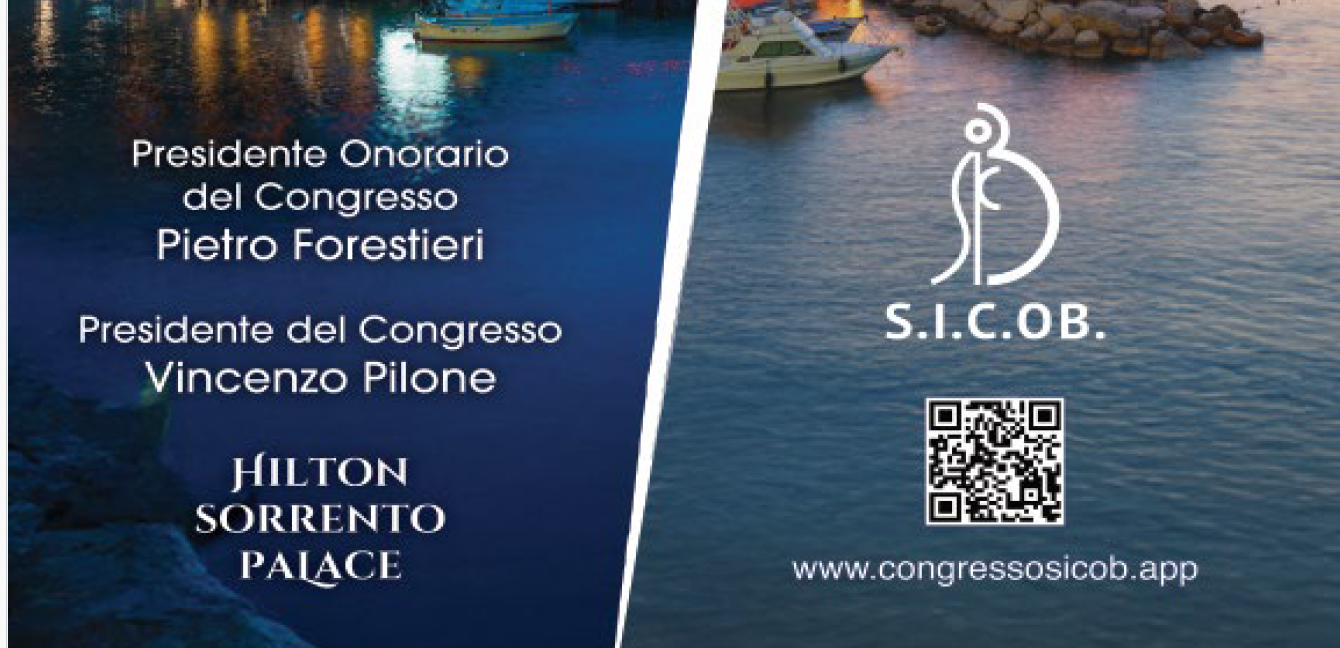 Presidente Onorario
del Congresso
Pietro Forestieri
Presidente del Congresso
Vincenzo Pilone
HILTON
SORRENTO
PALACE
S.I.C.OB.
www.congressosicob.app